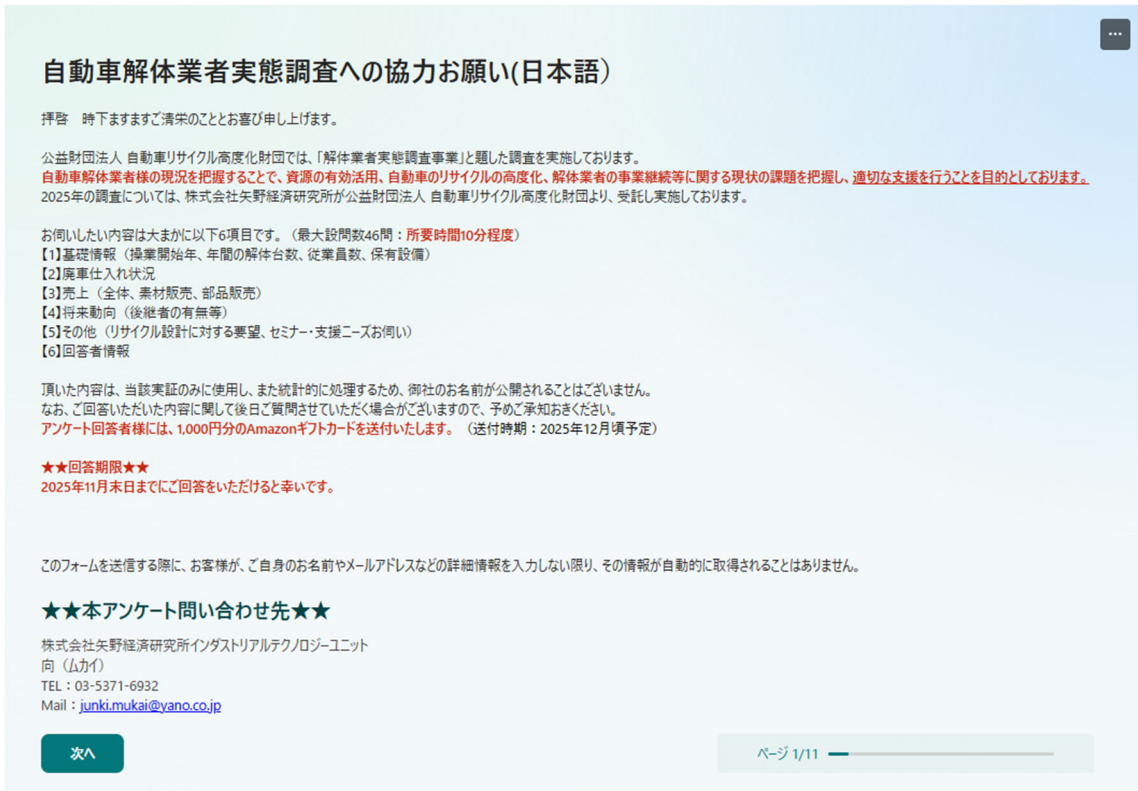 自動車解体業者実態調査への協力お願い(日本語)
拝啓　時下ますますご清栄のこととお喜び申し上げます。
公益財団法人 自動車リサイクル高度化財団では、「解体業者実態調査事業」と題した調査を実施しております。
自動車解体業者様の現況を把握することで、資源の有効活用、自動車のリサイクルの高度化、解体業者の事業継続等に関する現状の課題を把握し、適切な支援を行うことを目的としております。
2025年の調査については、株式会社矢野経済研究所が公益財団法人 自動車リサイクル高度化財団より、受託し実施しております。
お伺いしたい内容は大まかに以下6項目です。（最大設問数46問：所要時間10分程度）
【1】基礎情報（操業開始年、年間の解体台数、従業員数、保有設備）
【2】廃車仕入れ状況
【3】売上（全体、素材販売、部品販売）
【4】将来動向（後継者の有無等）
【5】その他（リサイクル設計に対する要望、セミナー・支援ニーズお伺い）
【6】回答者情報
頂いた内容は、当該実証のみに使用し、また統計的に処理するため、御社のお名前が公開されることはございません。
なお、ご回答いただいた内容に関して後日ご質問させていただく場合がございますので、予めご承知おきください。
アンケート回答者様には、1,000円分のAmazonギフトカードを送付いたします。（送付時期：2025年12月頃予定）
★★回答期限★★
2025年11月末日までにご回答をいただけると幸いです。
このフォームを送信する際に、お客様が、ご自身のお名前やメールアドレスなどの詳細情報を入力しない限り、その情報が自動的に取得されることはありません。
★★本アンケート問い合わせ先★★
株式会社矢野経済研究所インダストリアルテクノロジーユニット
向（ムカイ）
TEL：03-5371-6932
Mail：junki.mukai@yano.co.jp
次へ
ページ 1/11